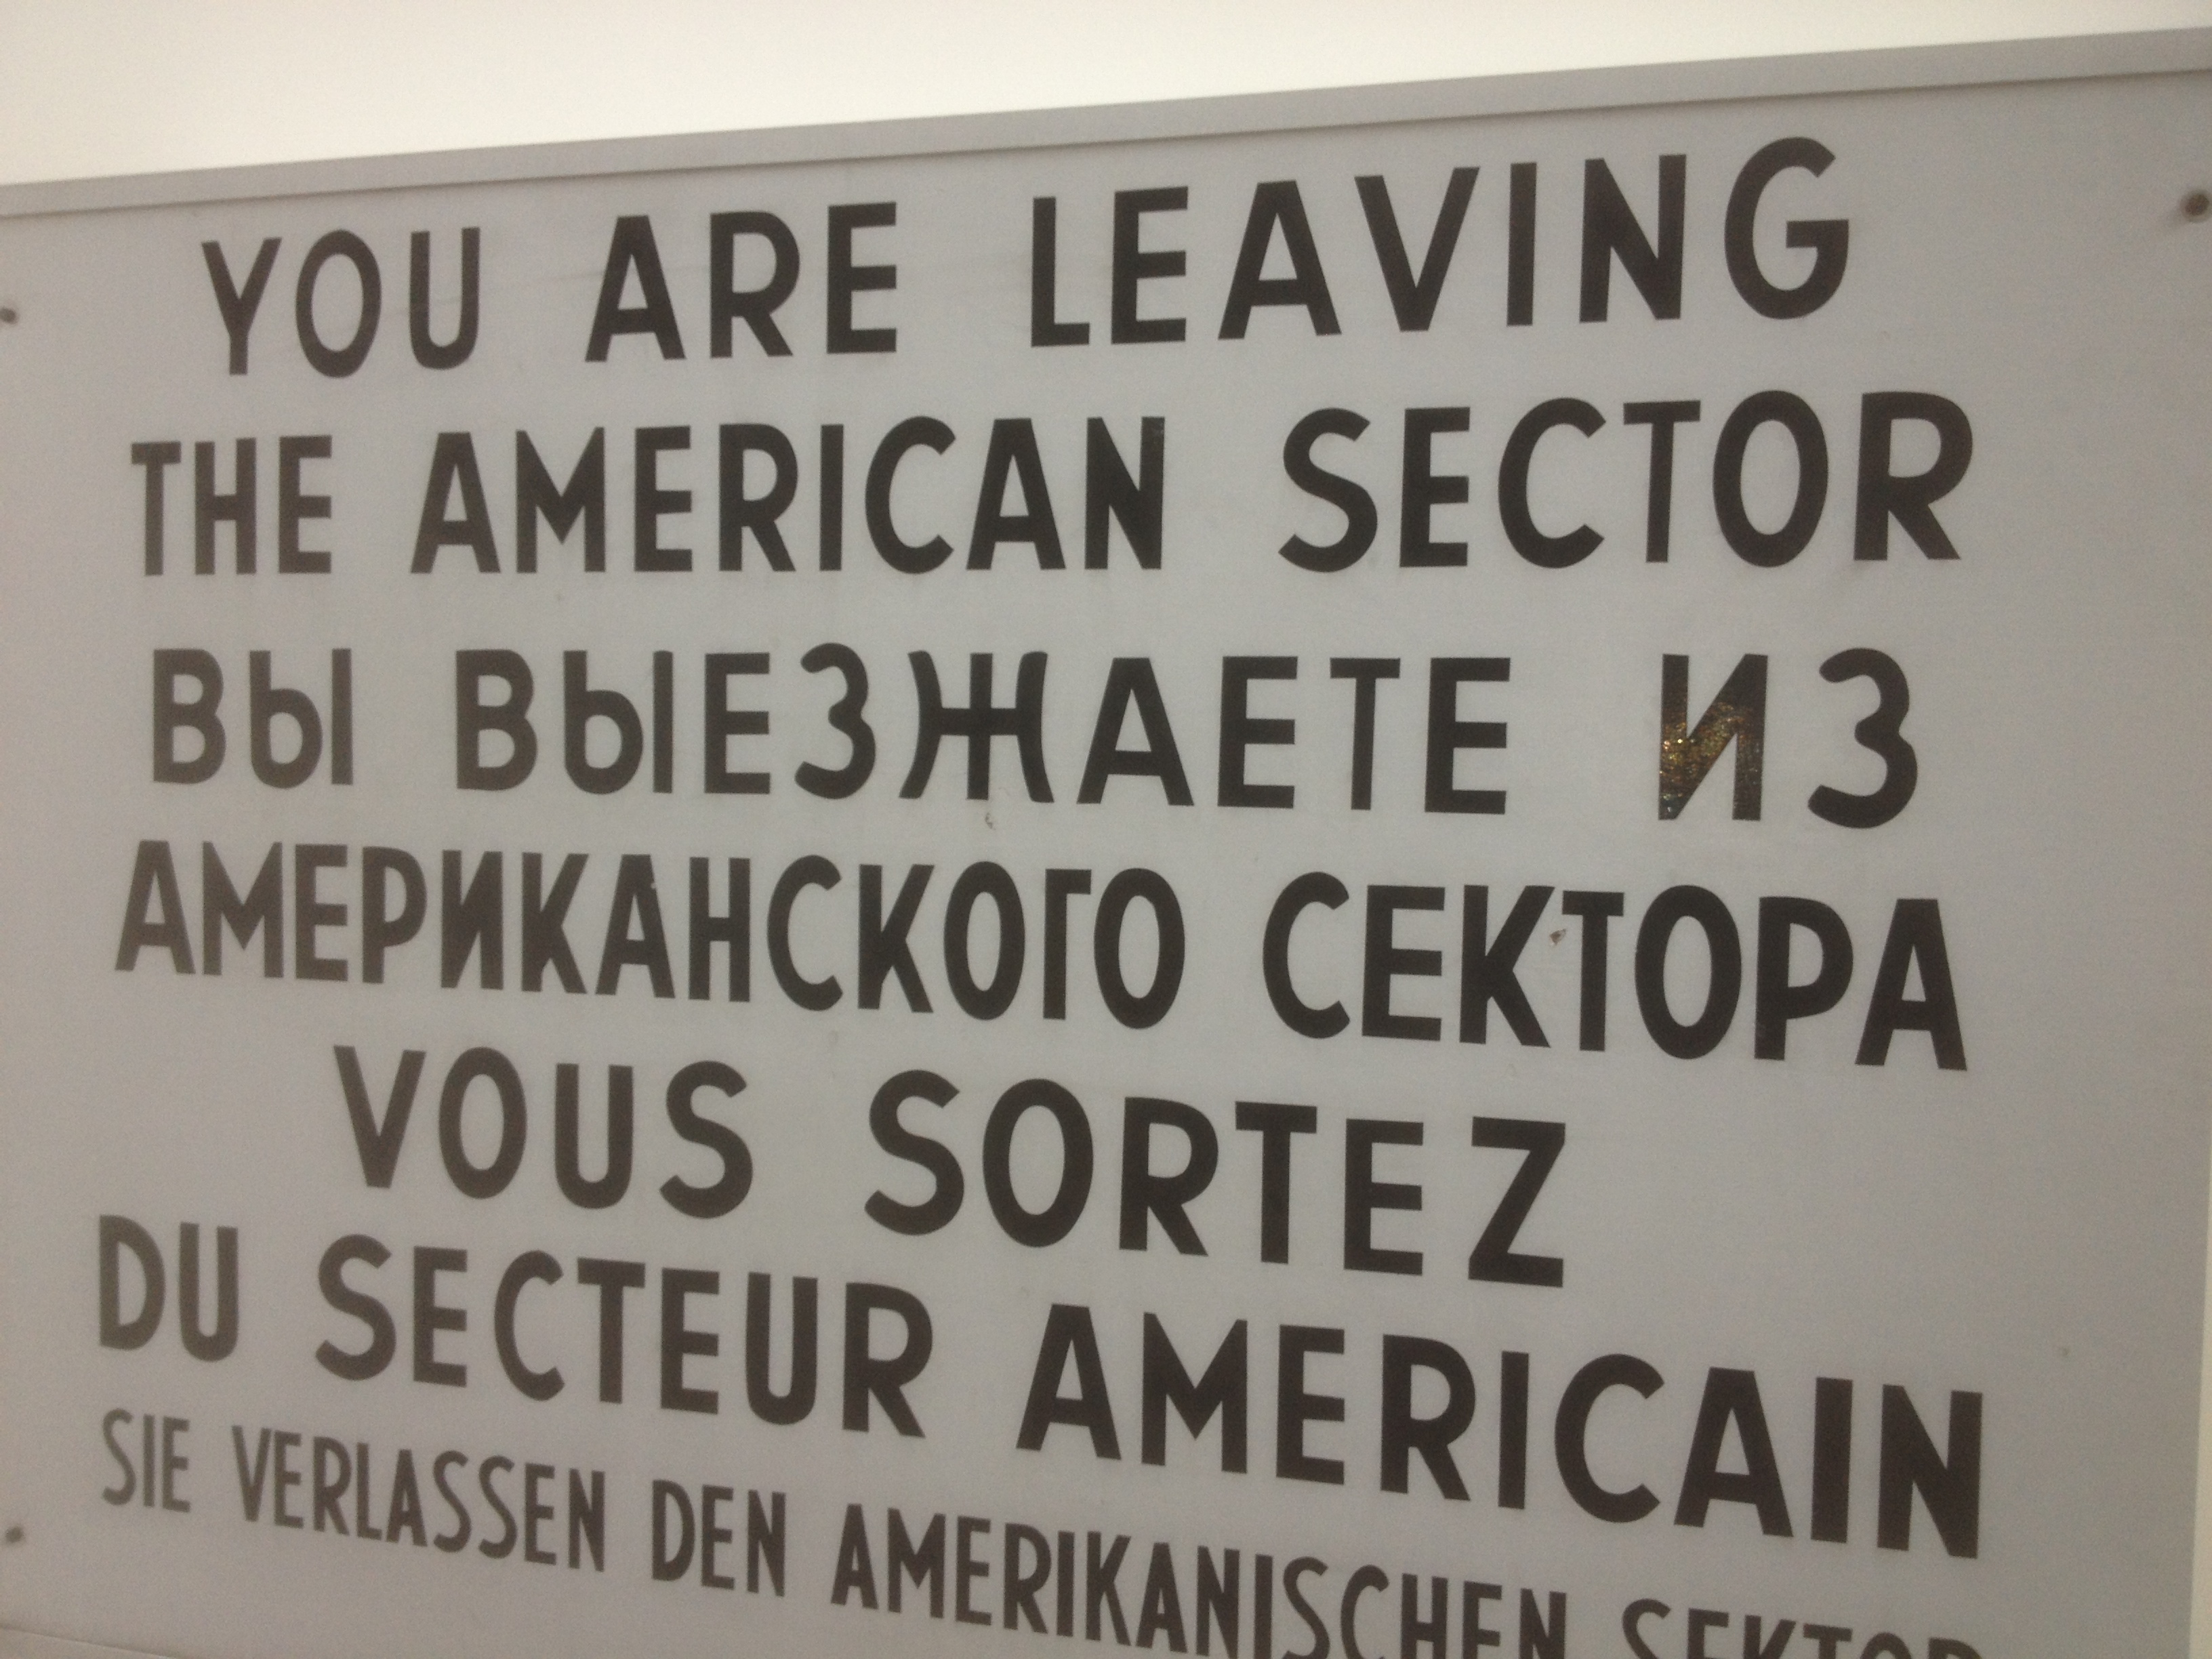 YOU ARE LEAVING
THE AMERICAN SECTOR
ВЫ ВЫЕЗЖАЕТЕ ИЗ
АМЕРИКАНСКОГО СЕКТОРА
VOUS SORTEZ
DU SECTEUR AMERICAIN
SIE VERLASSEN DEN AMERIKANISCHEN SEKTOR